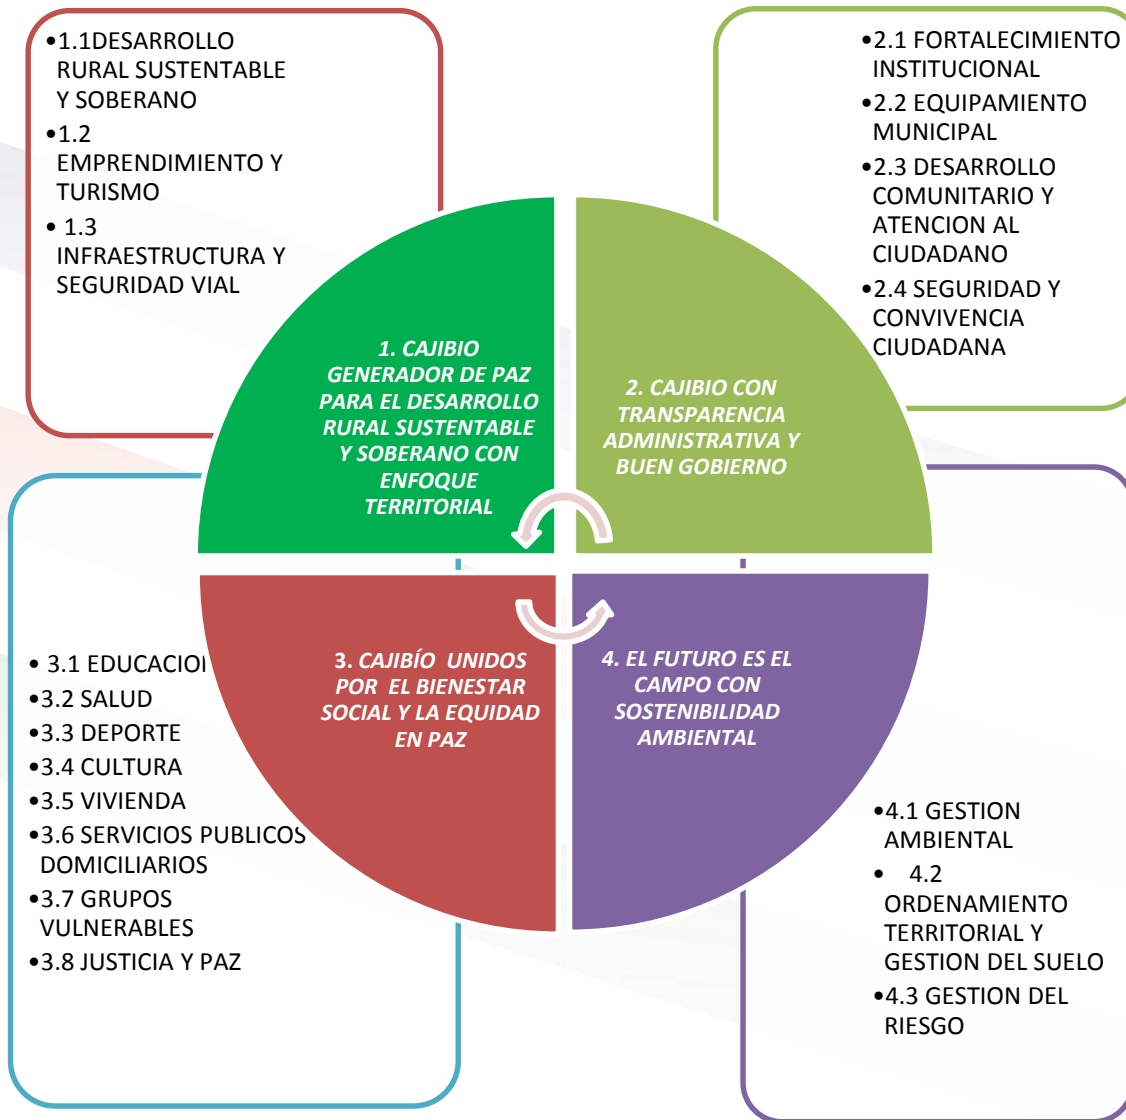 •1.1DESARROLLO
RURAL SUSTENTABLE
Y SOBERANO
•1.2
EMPRENDIMIENTO Y
TURISMO
• 1.3
INFRAESTRUCTURA Y
SEGURIDAD VIAL
•2.1 FORTALECIMIENTO
INSTITUCIONAL
•2.2 EQUIPAMIENTO
MUNICIPAL
•2.3 DESARROLLO
COMUNITARIO Y
ATENCION AL
CIUDADANO
•2.4 SEGURIDAD Y
CONVIVENCIA
CIUDADANA
1. CAJIBIO
GENERADOR DE PAZ
PARA EL DESARROLLO
RURAL SUSTENTABLE
Y SOBERANO CON
ENFOQUE
TERRITORIAL
2. CAJIBIO CON
TRANSPARENCIA
ADMINISTRATIVA Y
BUEN GOBIERNO
3. CAJIBÍO UNIDOS
POR EL BIENESTAR
SOCIAL Y LA EQUIDAD
EN PAZ
4. EL FUTURO ES EL
CAMPO CON
SOSTENIBILIDAD
AMBIENTAL
• 3.1 EDUCACIO
•3.2 SALUD
•3.3 DEPORTE
•3.4 CULTURA
•3.5 VIVIENDA
•3.6 SERVICIOS PUBLICOS
DOMICILIARIOS
•3.7 GRUPOS
VULNERABLES
•3.8 JUSTICIA Y PAZ
•4.1 GESTION
AMBIENTAL
• 4.2
ORDENAMIENTO
TERRITORIAL Y
GESTION DEL SUELO
•4.3 GESTION DEL
RIESGO